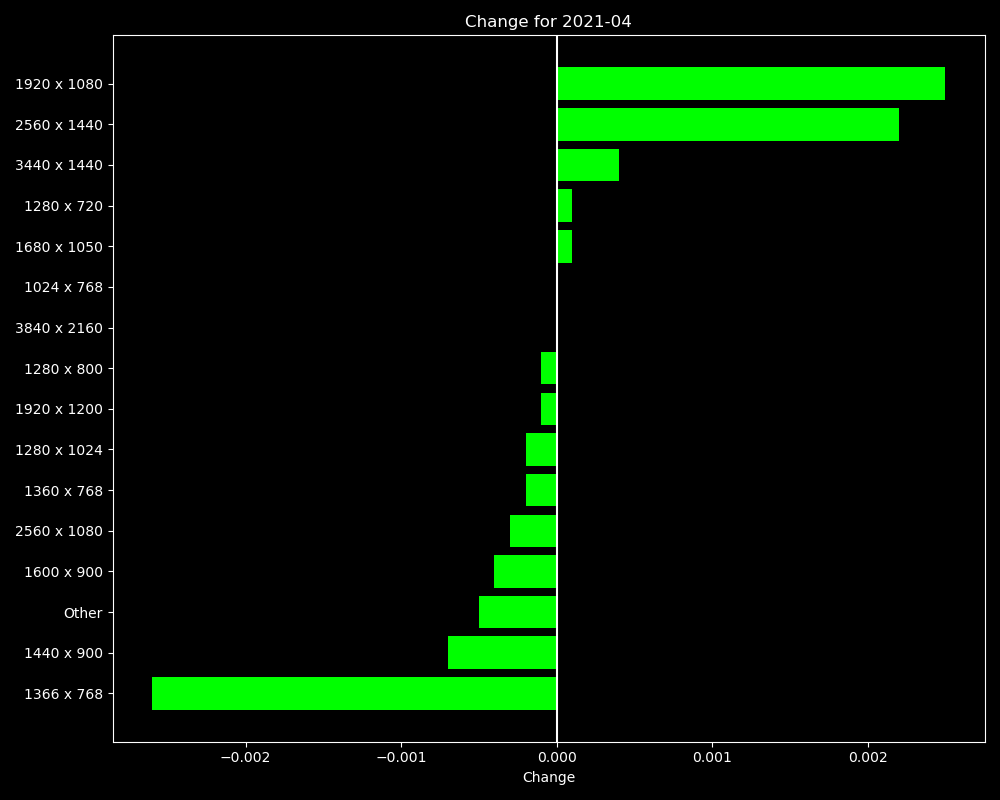 Change for 2021-04
1920 x 1080
2560 x 1440
3440 x 1440
1280 x 720
1680 x 1050
1024 x 768
3840 x 2160
1280 x 800
1920 x 1200
1280 x 1024
1360 x 768
2560 x 1080
1600 x 900
Other
1440 x 900
1366 x 768
−0.002 −0.001 0.000 0.001 0.002
Change